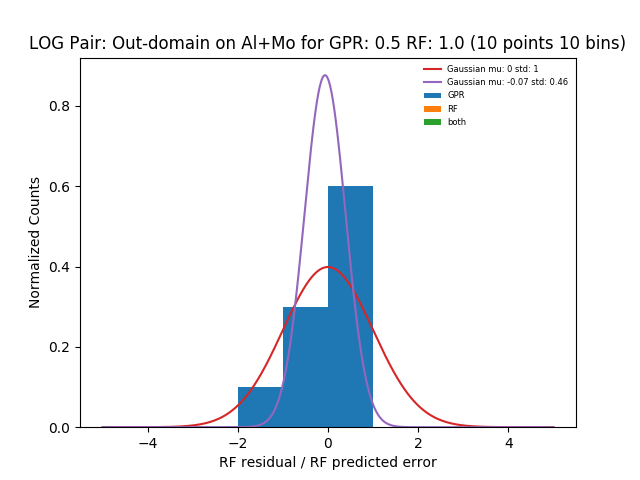 LOG Pair: Out-domain on Al+Mo for GPR: 0.5 RF: 1.0 (10 points 10 bins)
Gaussian mu: 0 std: 1
Gaussian mu: -0.07 std: 0.46
GPR
RF
both
Normalized Counts
0.8
0.6
0.4
0.2
0.0
−4
−2
0
2
4
RF residual / RF predicted error